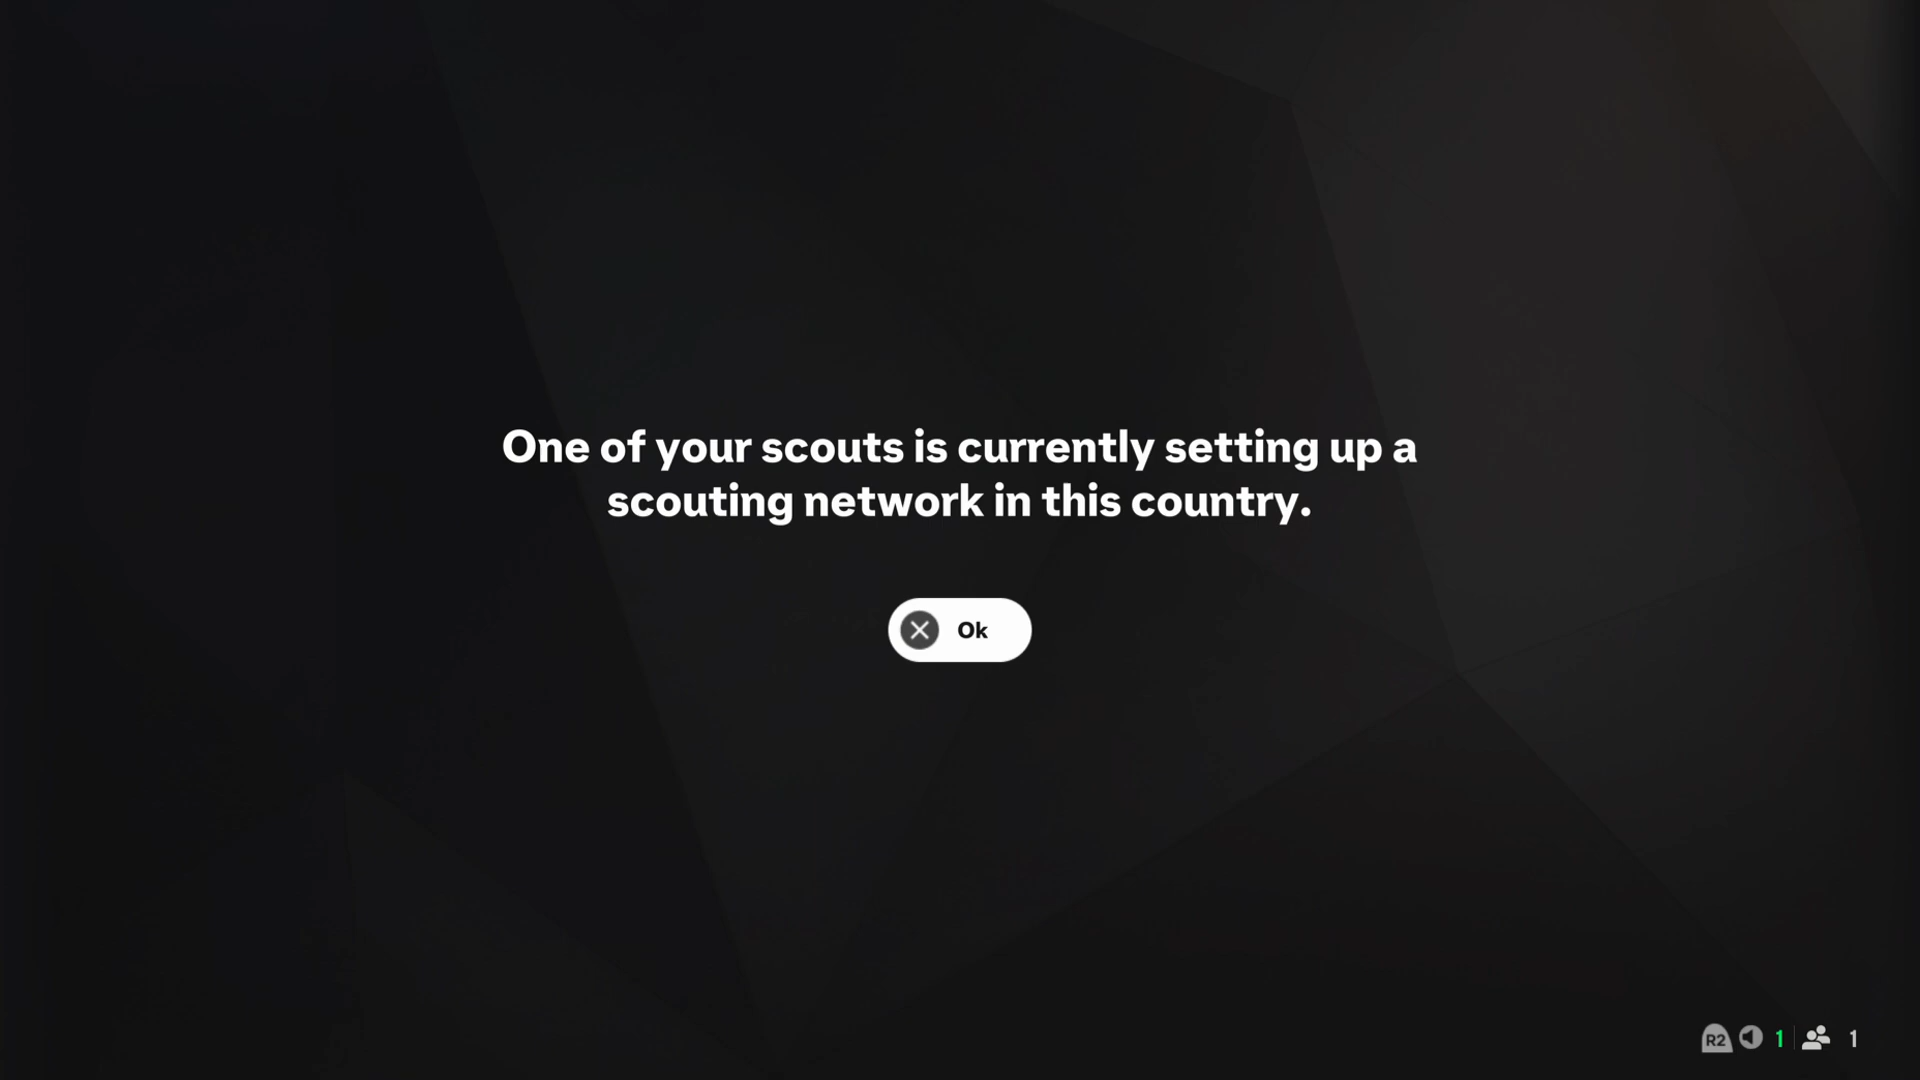 One of your scouts is currently setting up a
scouting network in this country.
Ok
R2 1 1